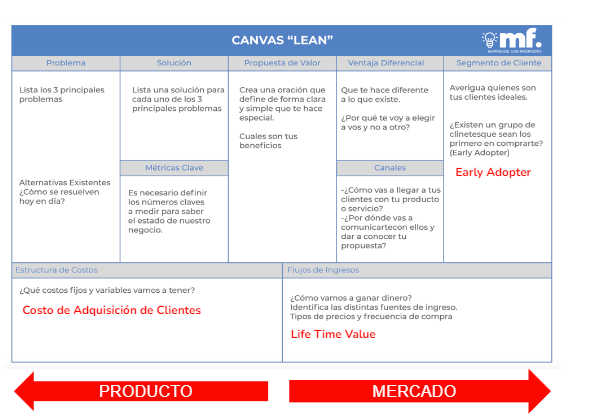 CANVAS “LEAN”
mf.
EMPRENDE CON PROPÓSITO
Problema
Lista los 3 principales
problemas
Alternativas Existentes
¿Cómo se resuelven
hoy en día?
Solución
Lista una solución para
cada uno de los 3
principales problemas
Métricas Clave
Es necesario definir
los números claves
a medir para saber
el estado de nuestro
negocio.
Propuesta de Valor
Crea una oración que
define de forma clara
y simple que te hace
especial.
Cuales son tus
beneficios
Ventaja Diferencial
Que te hace diferente
a lo que existe.
¿Por qué te voy a elegir
a vos y no a otro?
Canales
-¿Cómo vas a llegar a tus
clientes con tu producto
o servicio?
-¿Por dónde vas a
comunicartecon ellos y
dar a conocer tu
propuesta?
Segmento de Cliente
Averigua quienes son
tus clientes ideales.
¿Existen un grupo de
clinetesque sean los
primero en comprarte?
(Early Adopter)
Early Adopter
Estructura de Costos
¿Qué costos fijos y variables vamos a tener?
Costo de Adquisición de Clientes
Flujos de Ingresos
¿Cómo vamos a ganar dinero?
Identifica las distintas fuentes de ingreso.
Tipos de precios y frecuencia de compra
Life Time Value
PRODUCTO
MERCADO